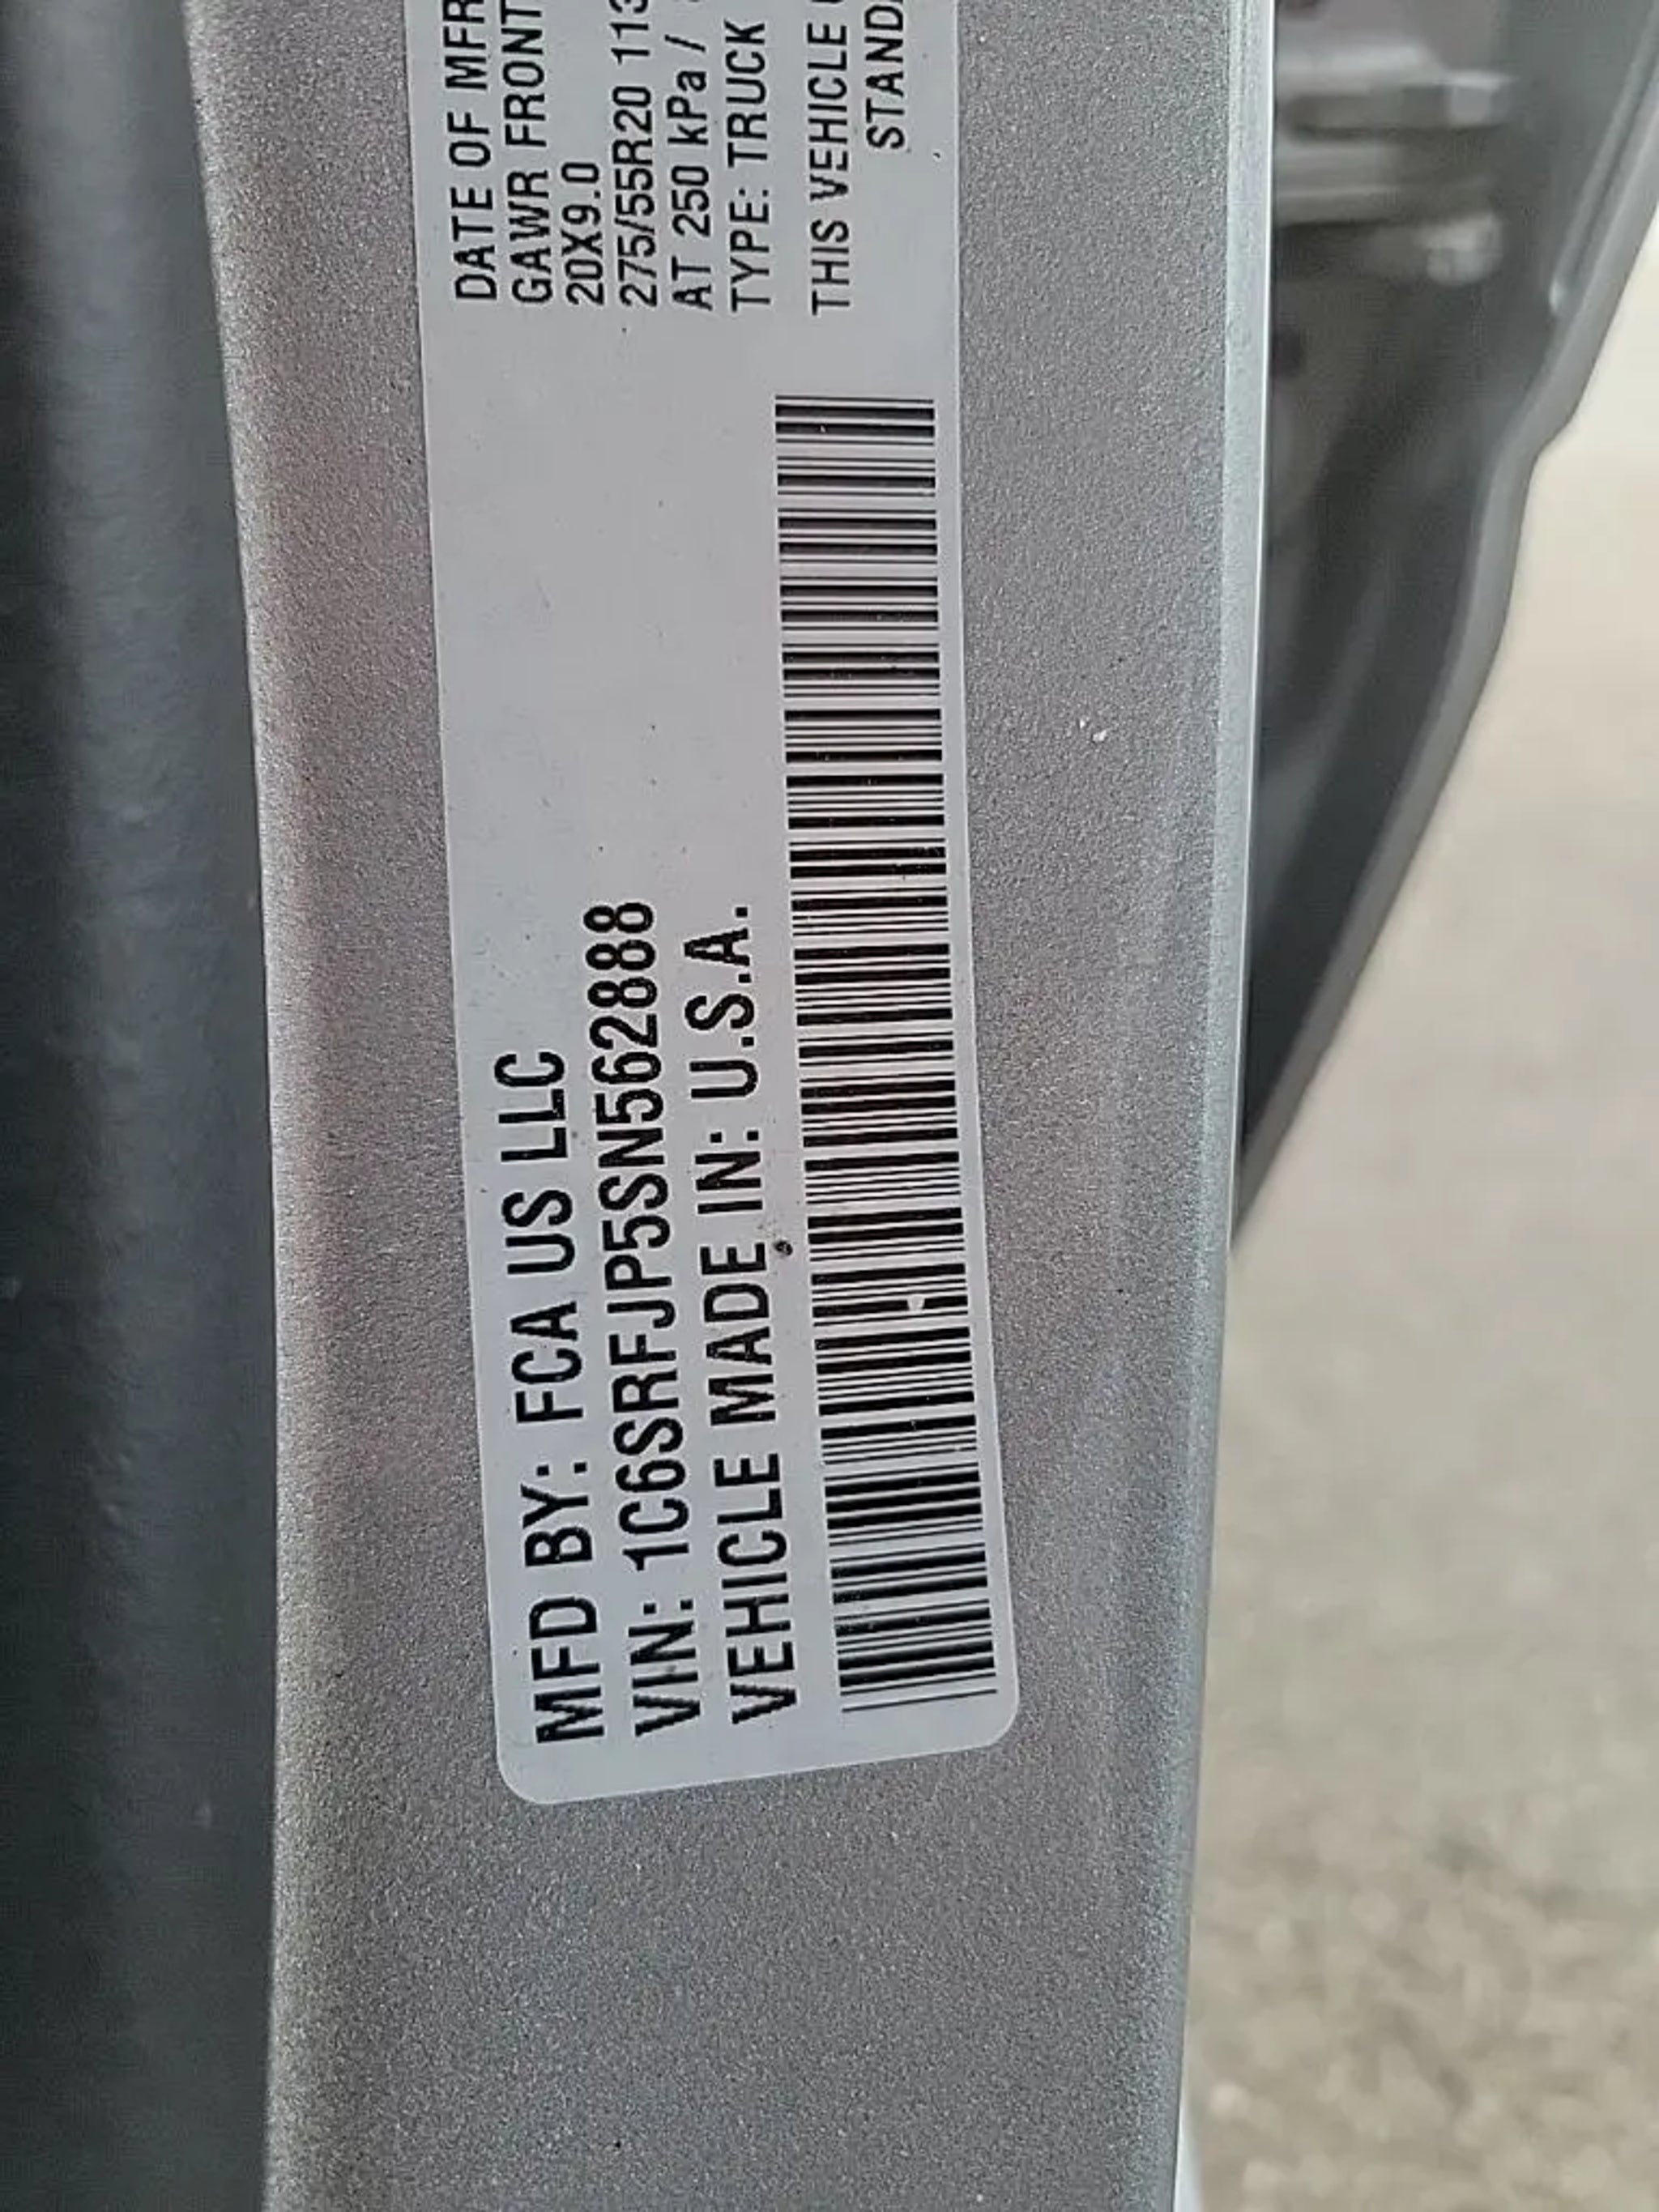 MFD BY: FCA US LLC
VIN: 1C6SRFJP5SN562888
VEHICLE MADE IN: U.S.A.
DATE OF MFR
GAWR FRONT
20X9.0
275/55R20 113
AT 250 kPa /
TYPE: TRUCK
THIS VEHICLE
STAND